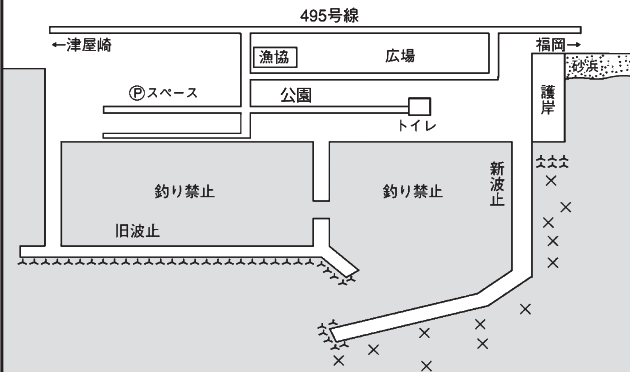 495号線
←津屋崎
福岡→
漁協
広場
砂浜
Ⓟスペース
公園
護岸
トイレ
釣り禁止
釣り禁止
新波止
旧波止